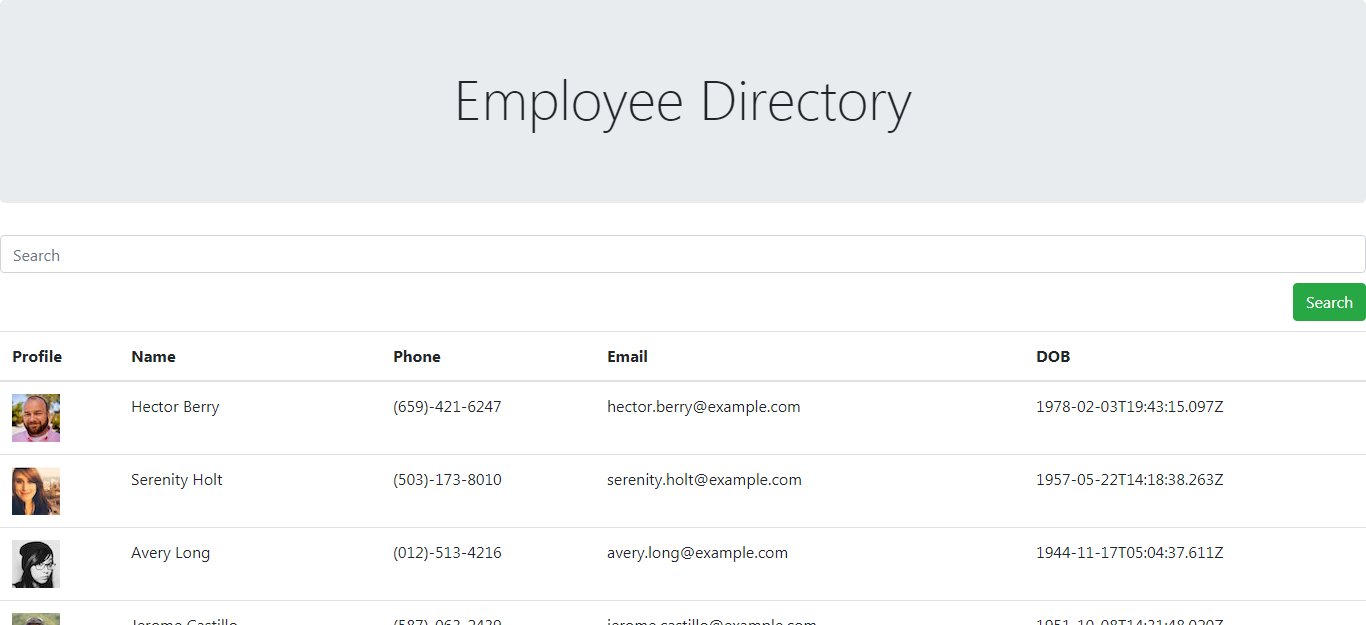 Employee Directory
Search
Search
Profile Name Phone Email DOB
Hector Berry (659)-421-6247 hector.berry@example.com 1978-02-03T19:43:15.097Z
Serenity Holt (503)-173-8010 serenity.holt@example.com 1957-05-22T14:18:38.263Z
Avery Long (012)-513-4216 avery.long@example.com 1944-11-17T05:04:37.611Z
Jerome Castillo jerome.castillo@example.com